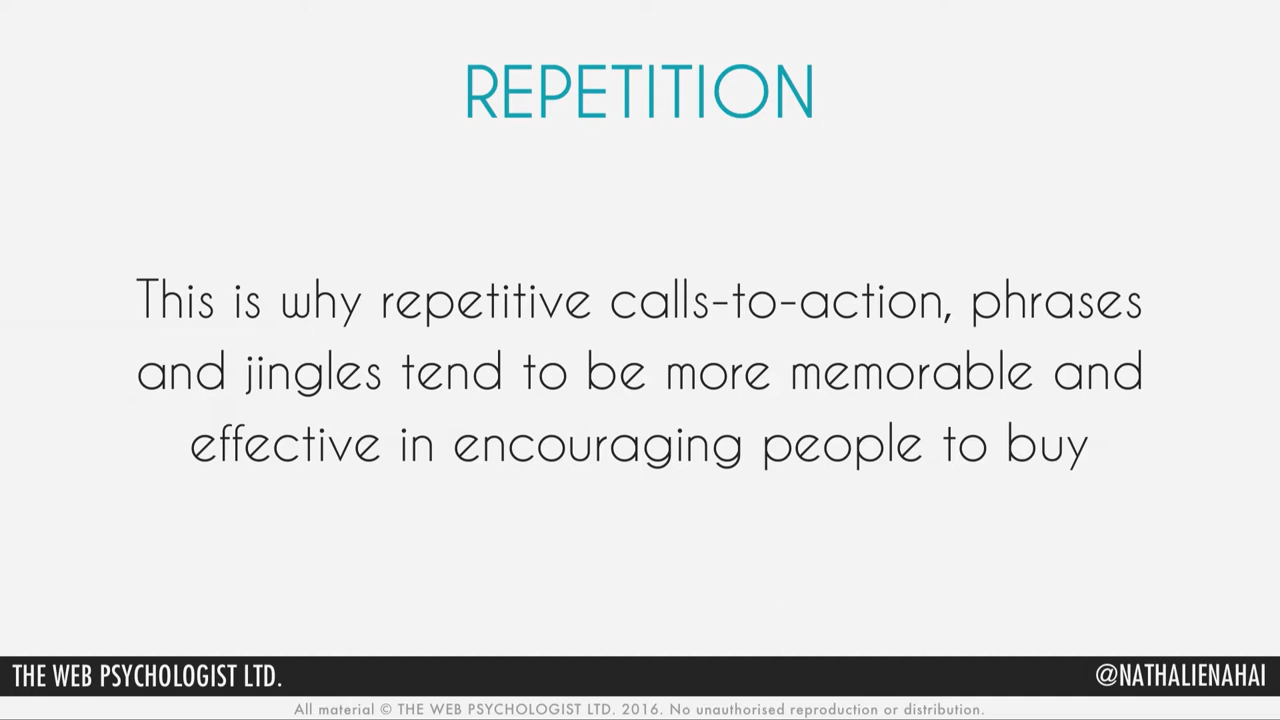 REPETITION
This is why repetitive calls-to-action, phrases
and jingles tend to be more memorable and
effective in encouraging people to buy
THE WEB PSYCHOLOGIST LTD.
@NATHALIENAHAI
All material © THE WEB PSYCHOLOGIST LTD. 2016. No unauthorised reproduction or distribution.